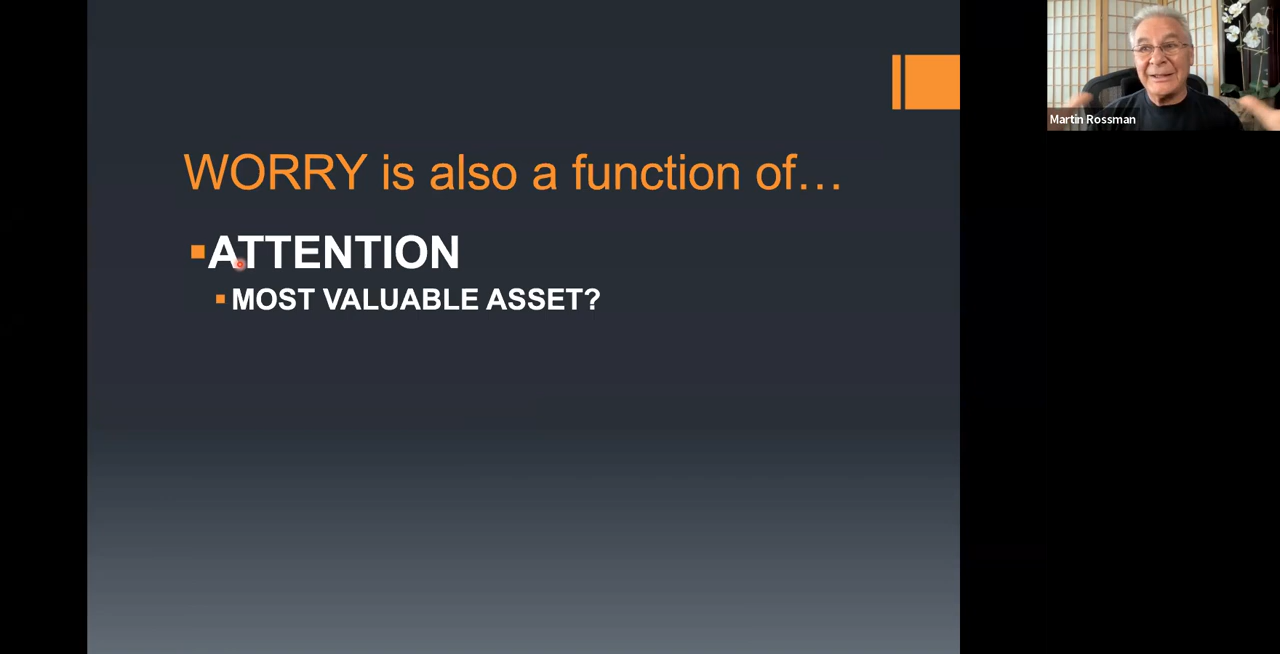 WORRY is also a function of…
ATTENTION
MOST VALUABLE ASSET?
Martin Rossman